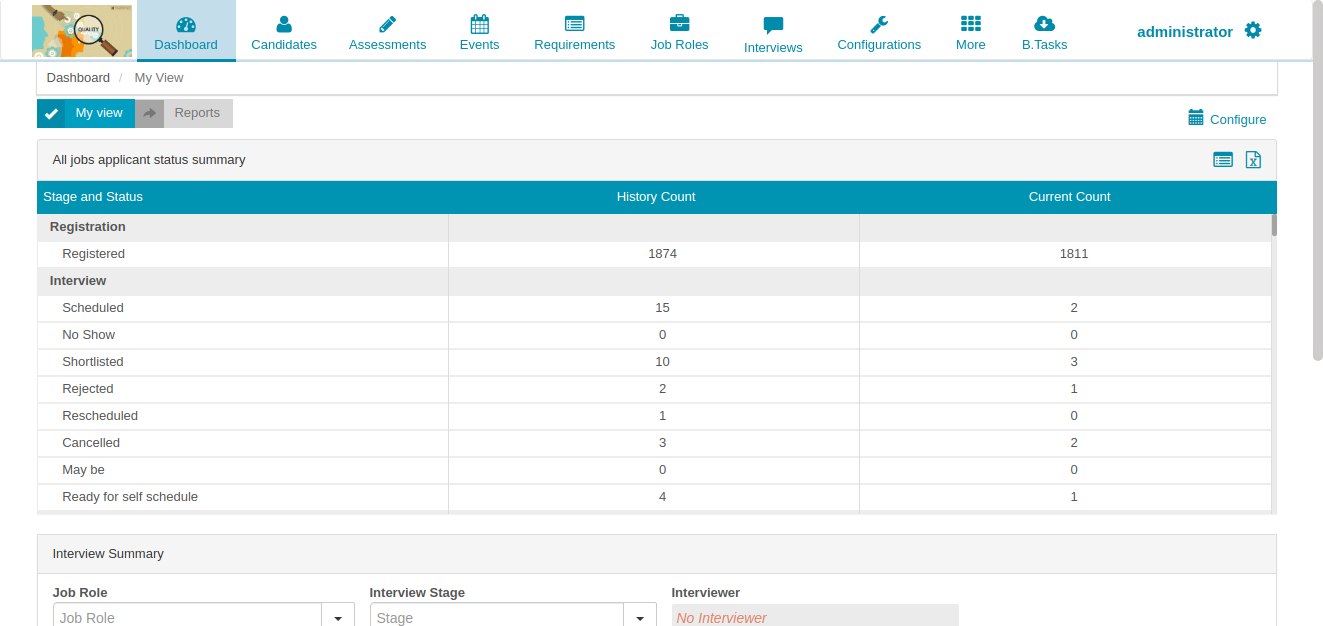 QUALITY
Dashboard Candidates Assessments Events Requirements Job Roles Interviews Configurations More B.Tasks administrator
Dashboard / My View
My view Reports Configure
All jobs applicant status summary
Stage and Status History Count Current Count
Registration
Registered 1874 1811
Interview
Scheduled 15 2
No Show 0 0
Shortlisted 10 3
Rejected 2 1
Rescheduled 1 0
Cancelled 3 2
May be 0 0
Ready for self schedule 4 1
Interview Summary
Job Role Interview Stage Interviewer
Job Role Stage No Interviewer